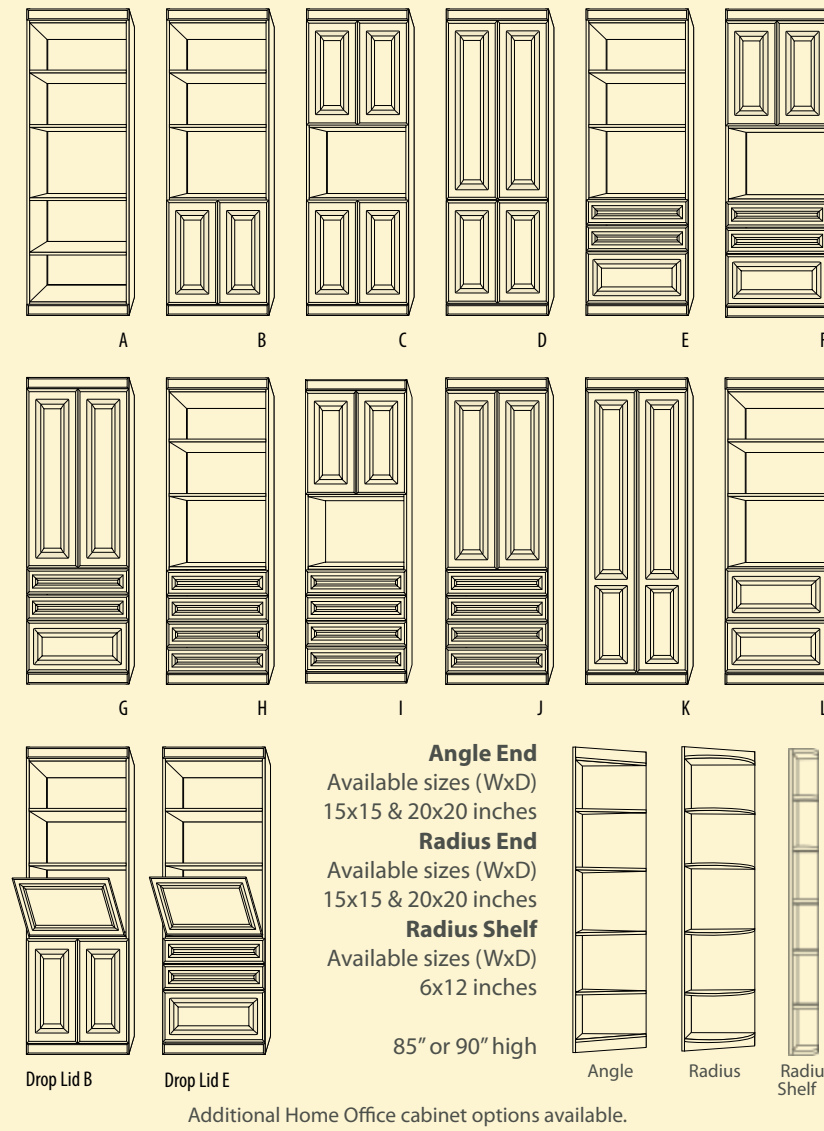 A B C D E F
G H I J K L
Angle End
Available sizes (WxD)
15x15 & 20x20 inches
Radius End
Available sizes (WxD)
15x15 & 20x20 inches
Radius Shelf
Available sizes (WxD)
6x12 inches
85” or 90” high
Drop Lid B Drop Lid E
Angle Radius Radiu
Shelf
Additional Home Office cabinet options available.